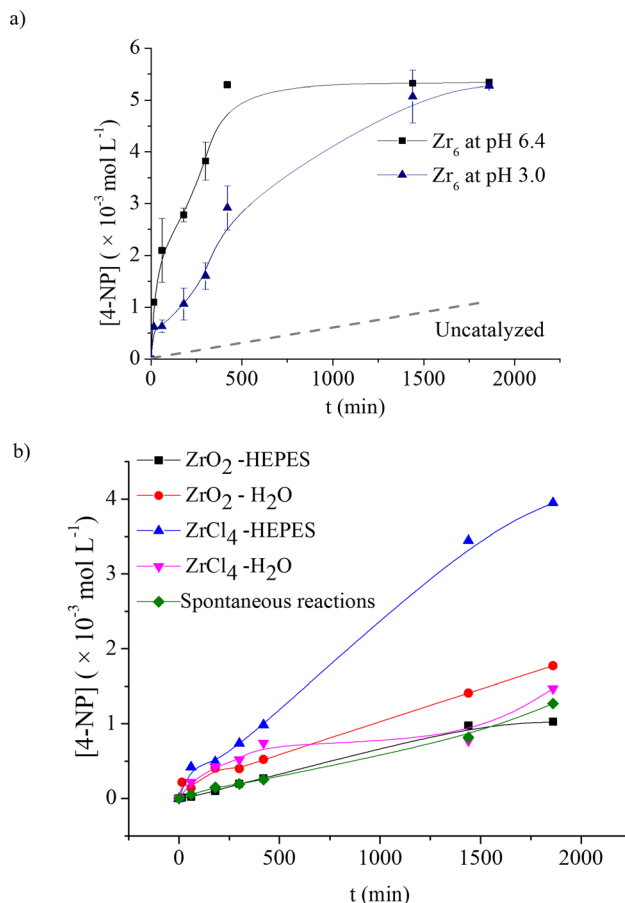 a)
6
5
4
3
2
1
0
[4-NP] ( × 10⁻³ mol L⁻¹)
Zr₆ at pH 6.4
Zr₆ at pH 3.0
Uncatalyzed
0 500 1000 1500 2000
t (min)
b)
ZrO₂ -HEPES
ZrO₂ - H₂O
ZrCl₄ -HEPES
ZrCl₄ -H₂O
Spontaneous reactions
4
3
2
1
0
[4-NP] ( × 10⁻³ mol L⁻¹)
0 500 1000 1500 2000
t (min)